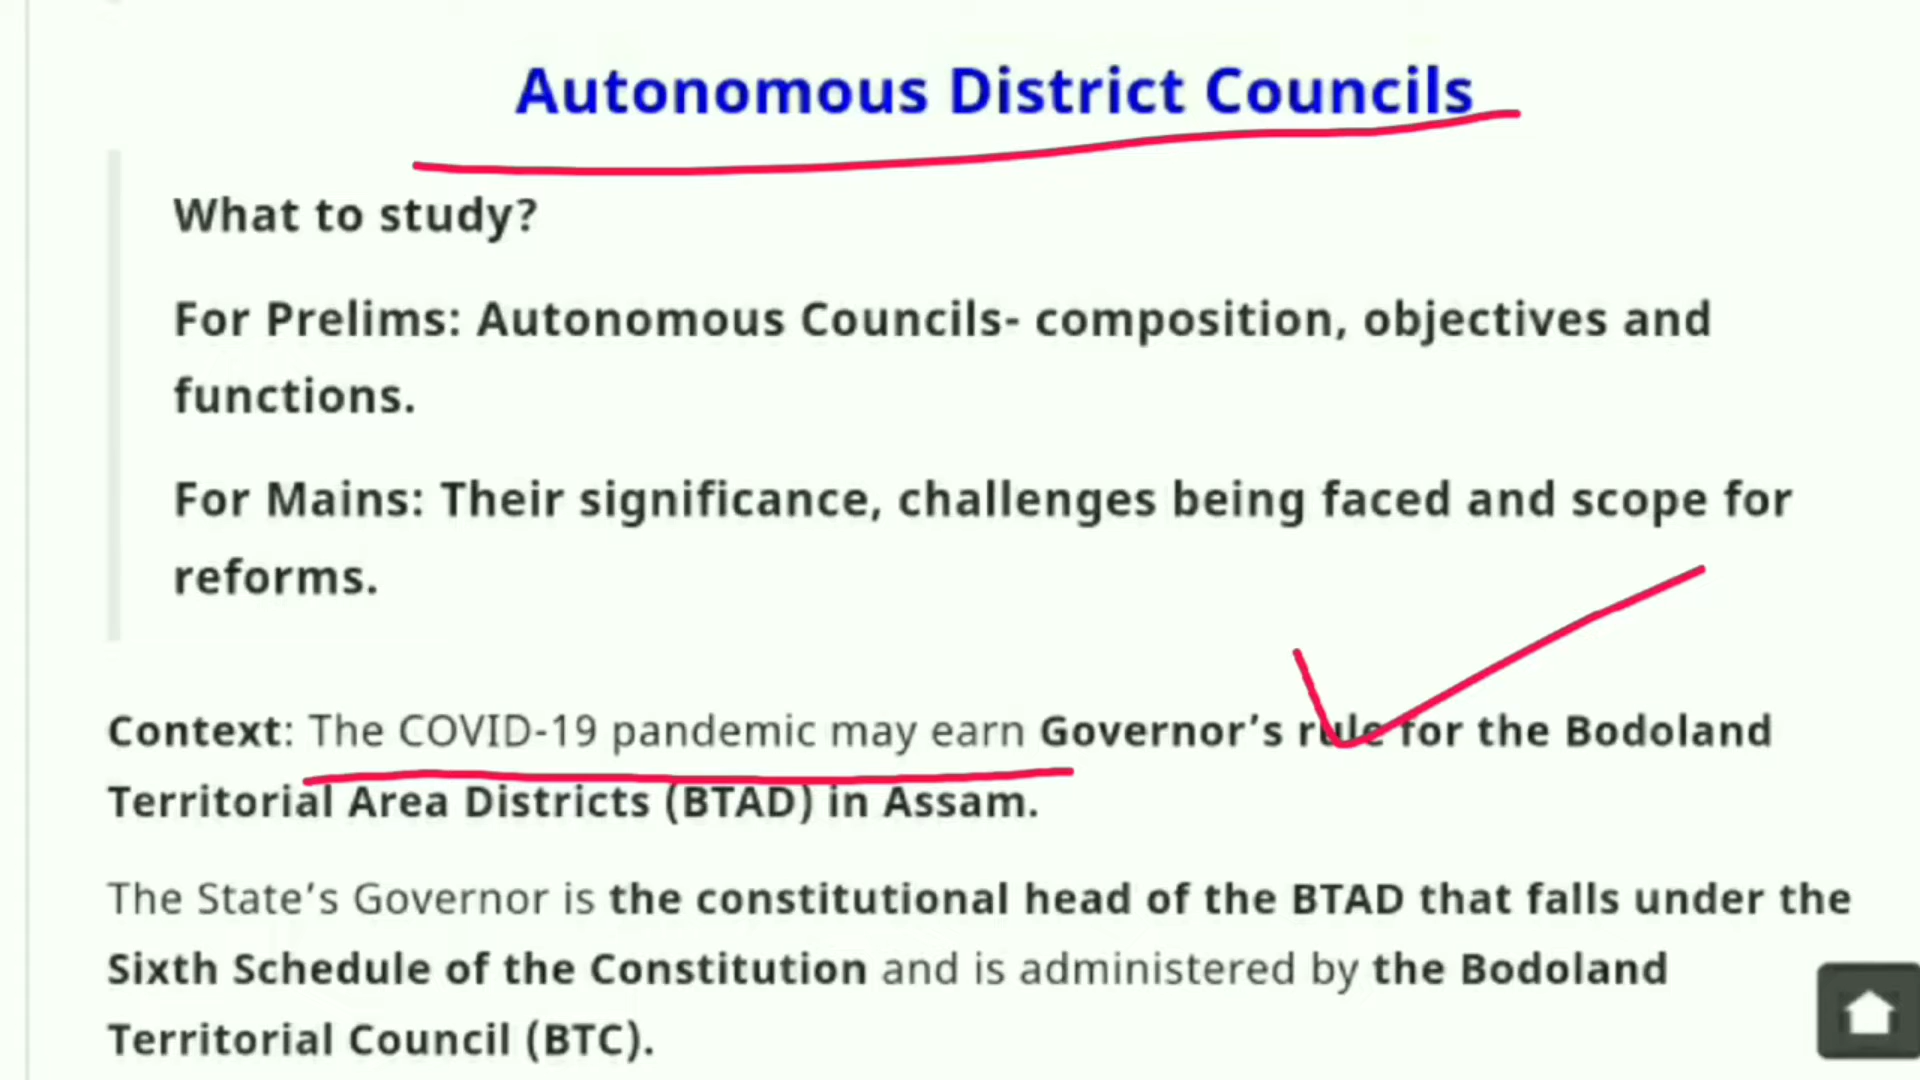 Autonomous District Councils
What to study?
For Prelims: Autonomous Councils- composition, objectives and
functions.
For Mains: Their significance, challenges being faced and scope for
reforms.
Context: The COVID-19 pandemic may earn Governor’s rule for the Bodoland
Territorial Area Districts (BTAD) in Assam.
The State’s Governor is the constitutional head of the BTAD that falls under the
Sixth Schedule of the Constitution and is administered by the Bodoland
Territorial Council (BTC).